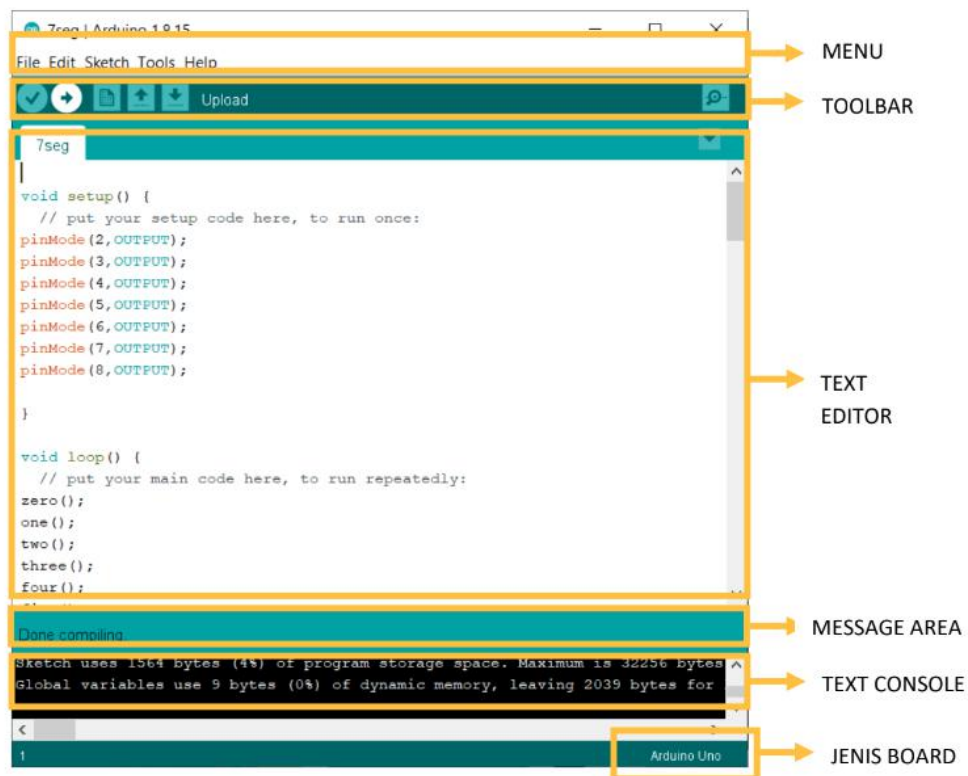 7seg | Arduino 1.8.15
File Edit Sketch Tools Help
MENU
Upload
TOOLBAR
7seg
void setup() {
// put your setup code here, to run once:
pinMode(2,OUTPUT);
pinMode(3,OUTPUT);
pinMode(4,OUTPUT);
pinMode(5,OUTPUT);
pinMode(6,OUTPUT);
pinMode(7,OUTPUT);
pinMode(8,OUTPUT);
}
TEXT
EDITOR
void loop() {
// put your main code here, to run repeatedly:
zero();
one();
two();
three();
four();
Done compiling.
MESSAGE AREA
Sketch uses 1564 bytes (4%) of program storage space. Maximum is 32256 bytes
Global variables use 9 bytes (0%) of dynamic memory, leaving 2039 bytes for
TEXT CONSOLE
1
Arduino Uno
JENIS BOARD